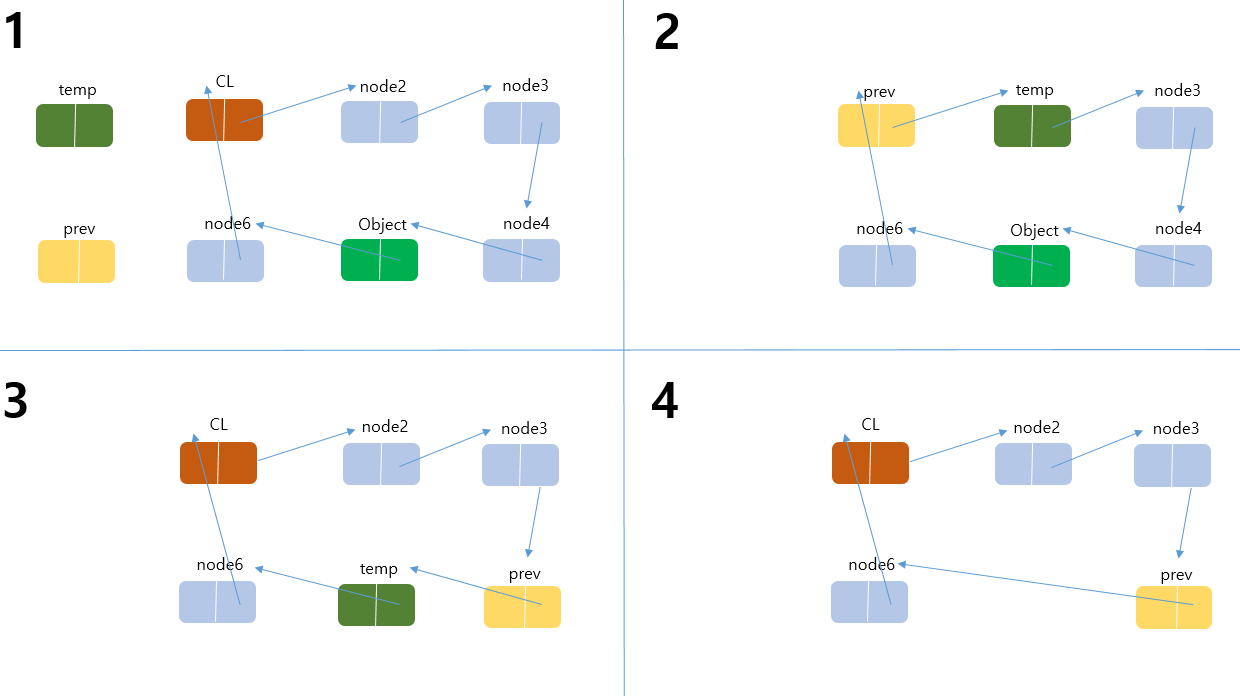 1
temp
CL
node2
node3
prev
node6
Object
node4
2
prev
temp
node3
node6
Object
node4
3
CL
node2
node3
node6
temp
prev
4
CL
node2
node3
node6
prev